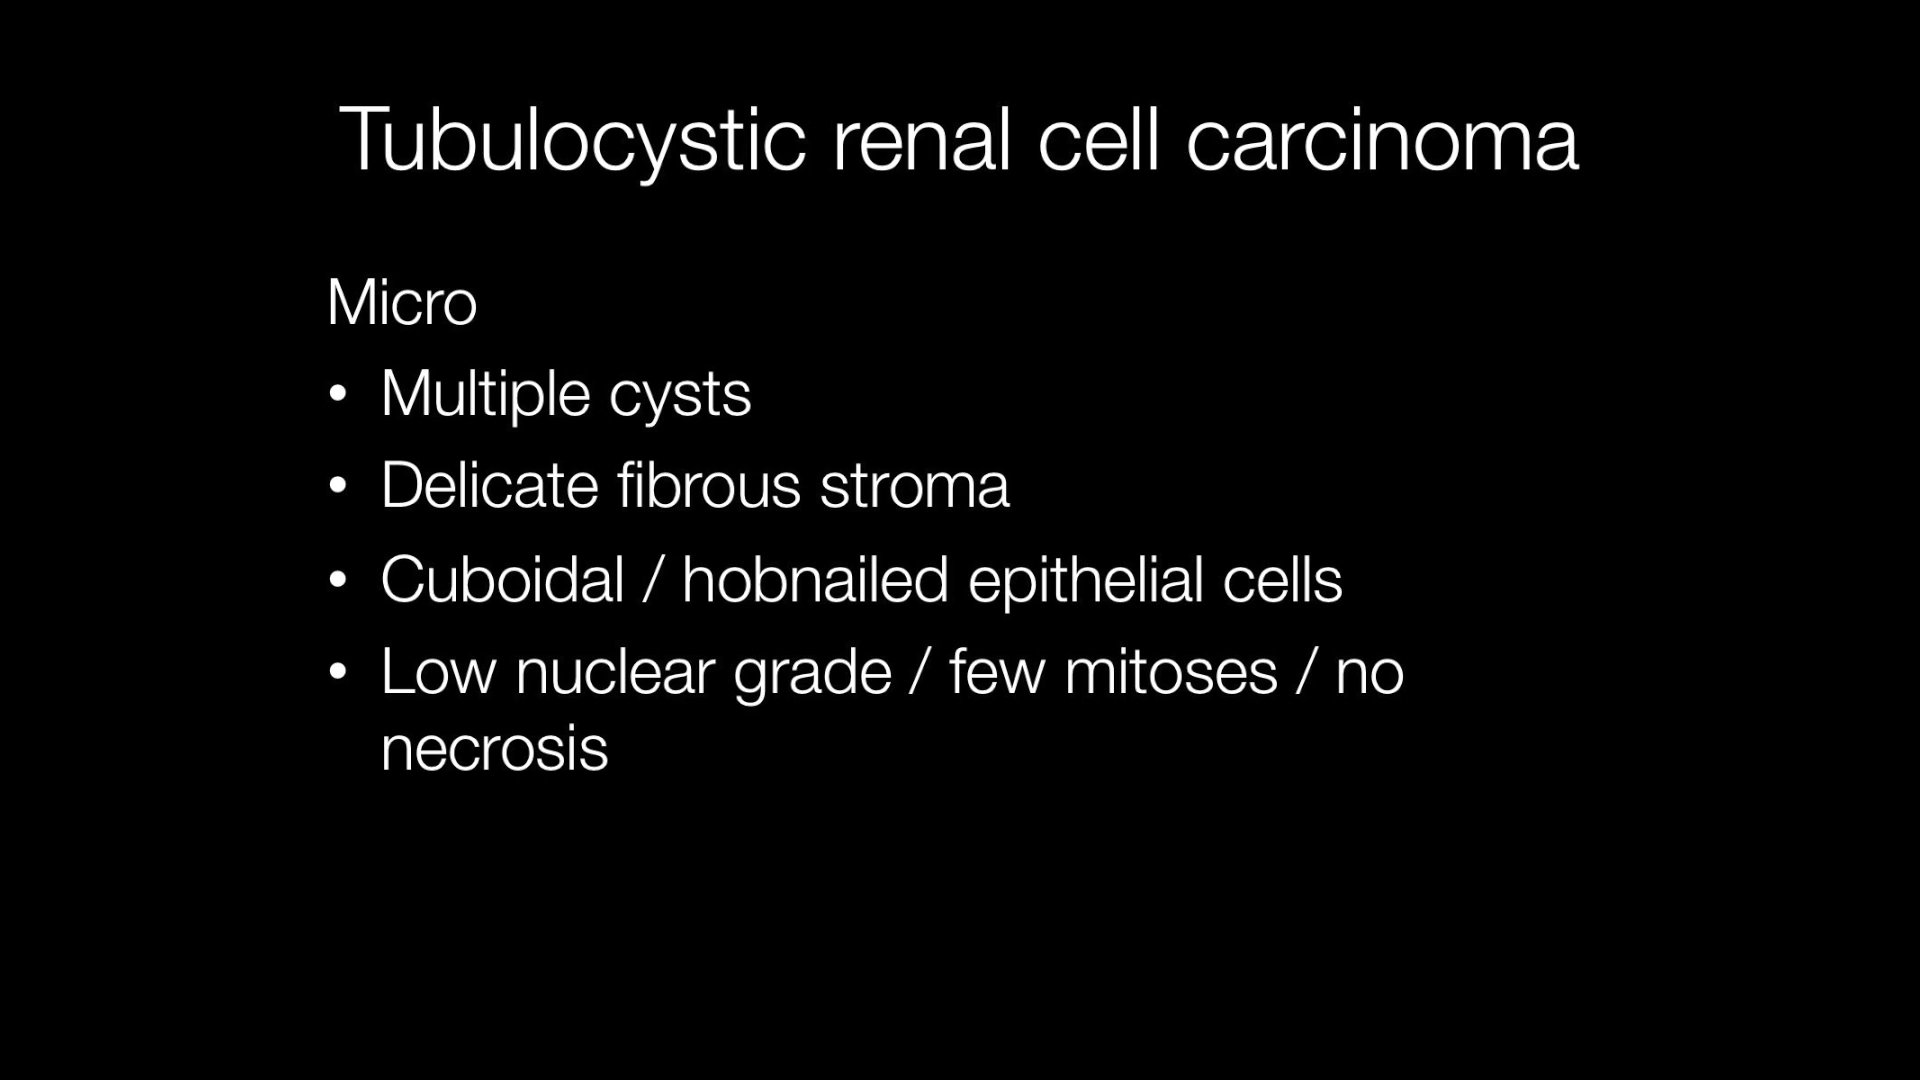 Tubulocystic renal cell carcinoma
Micro
• Multiple cysts
• Delicate fibrous stroma
• Cuboidal / hobnailed epithelial cells
• Low nuclear grade / few mitoses / no
necrosis